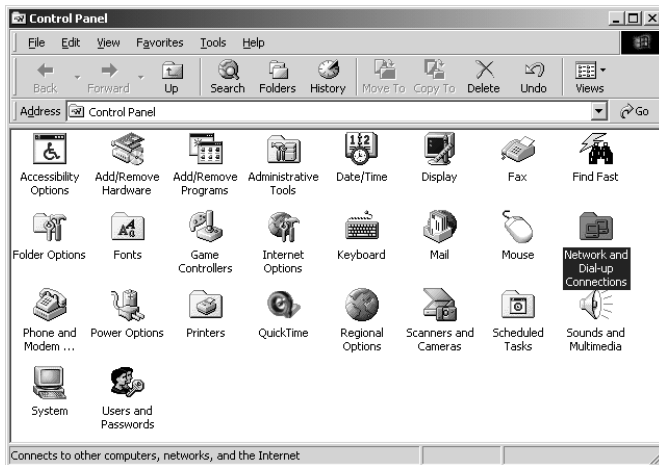 Control Panel
File Edit View Favorites Tools Help
Back Forward Up Search Folders History Move To Copy To Delete Undo Views
Address Control Panel Go
Accessibility Options
Add/Remove Hardware
Add/Remove Programs
Administrative Tools
Date/Time
Display
Fax
Find Fast
Folder Options
Fonts
Game Controllers
Internet Options
Keyboard
Mail
Mouse
Network and Dial-up Connections
Phone and Modem ...
Power Options
Printers
QuickTime
Regional Options
Scanners and Cameras
Scheduled Tasks
Sounds and Multimedia
System
Users and Passwords
Connects to other computers, networks, and the Internet